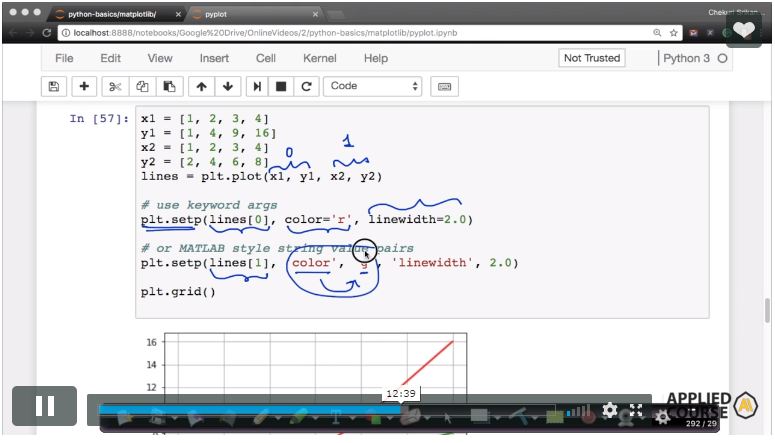 python-basics/matplotlib/
pyplot
Chekuri Srikan
localhost:8888/notebooks/Google%20Drive/OnlineVideos/2/python-basics/matplotlib/pyplot.ipynb
File Edit View Insert Cell Kernel Help Not Trusted Python 3
Code
In [57]:
x1 = [1, 2, 3, 4]
y1 = [1, 4, 9, 16]
x2 = [1, 2, 3, 4]
y2 = [2, 4, 6, 8]
0 1
lines = plt.plot(x1, y1, x2, y2)
# use keyword args
plt.setp(lines[0], color='r', linewidth=2.0)
# or MATLAB style string value pairs
plt.setp(lines[1], 'color', 'g', 'linewidth', 2.0)
plt.grid()
16
14
12
12:39
APPLIED
COURSE
292 / 29